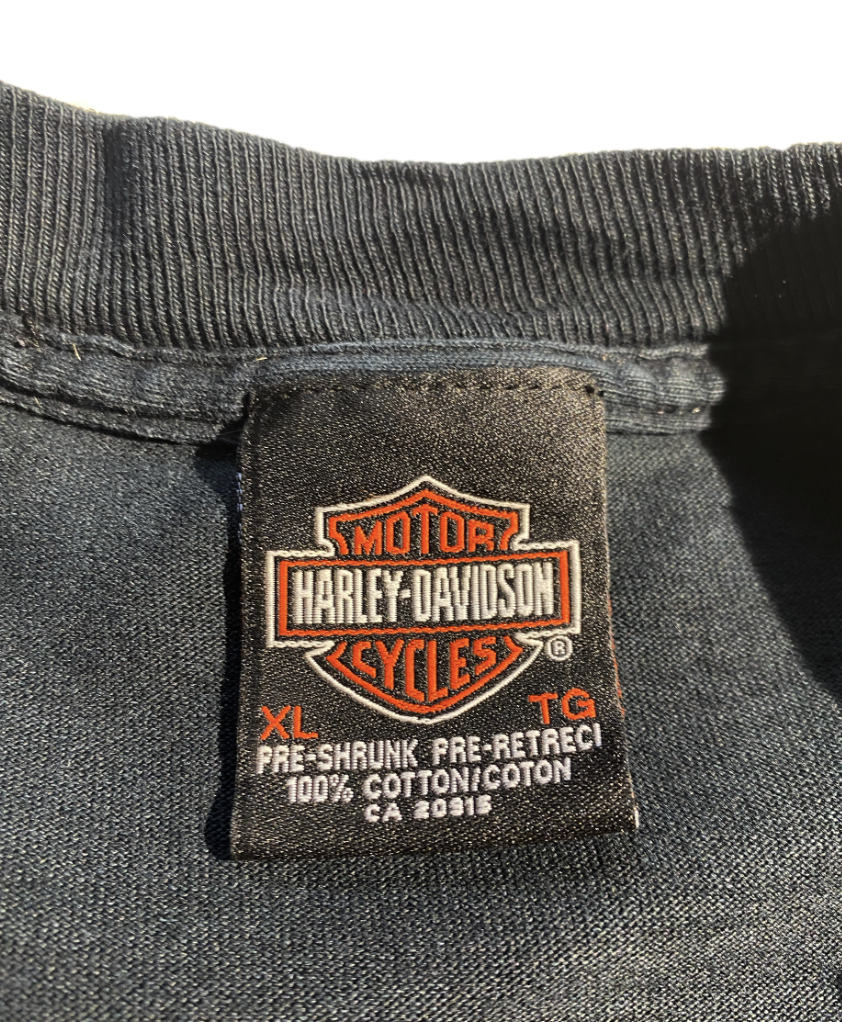 MOTOR
HARLEY-DAVIDSON
CYCLES
®
XL TG
PRE-SHRUNK PRE-RETRECI
100% COTTON/COTON
CA 20915